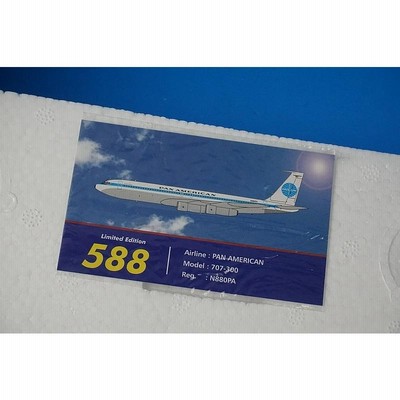 PAN AMERICAN
Limited Edition
588
Airline : PAN AMERICAN
Model : 707-300
Reg. : N880PA